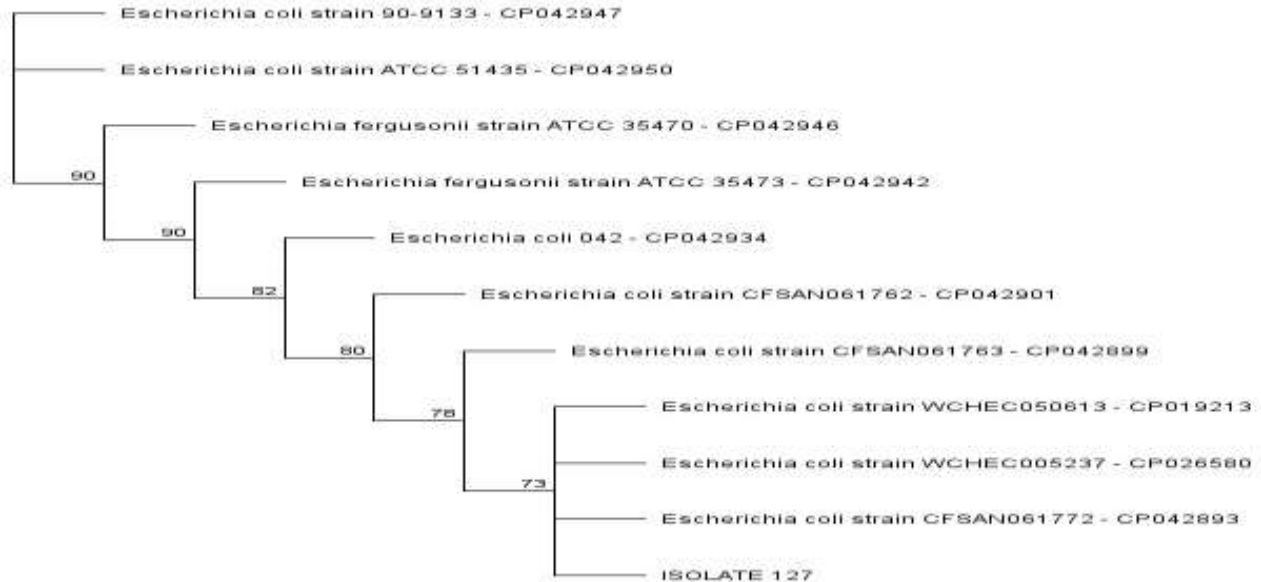 Escherichia coli strain 90-9133 - CP042947
Escherichia coli strain ATCC 51435 - CP042950
Escherichia fergusonii strain ATCC 35470 - CP042946
90
Escherichia fergusonii strain ATCC 35473 - CP042942
90
Escherichia coli 042 - CP042934
82
Escherichia coli strain CFSAN061762 - CP042901
80
Escherichia coli strain CFSAN061763 - CP042899
78
Escherichia coli strain WCHEC050613 - CP019213
Escherichia coli strain WCHEC005237 - CP026580
73
Escherichia coli strain CFSAN061772 - CP042893
ISOLATE 127